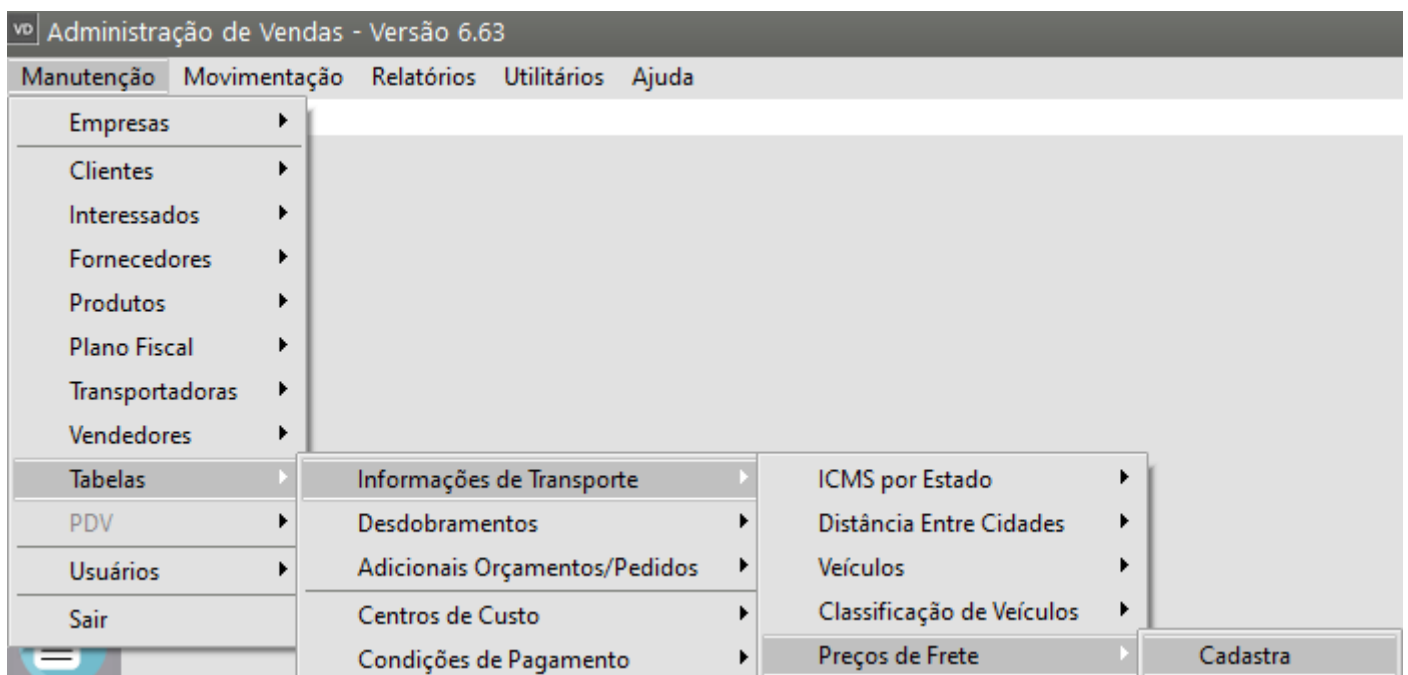 VD Administração de Vendas - Versão 6.63
Manutenção Movimentação Relatórios Utilitários Ajuda
Empresas
Clientes
Interessados
Fornecedores
Produtos
Plano Fiscal
Transportadoras
Vendedores
Tabelas Informações de Transporte ICMS por Estado
PDV Desdobramentos Distância Entre Cidades
Usuários Adicionais Orçamentos/Pedidos Veículos
Sair Centros de Custo Classificação de Veículos
Condições de Pagamento Preços de Frete Cadastra